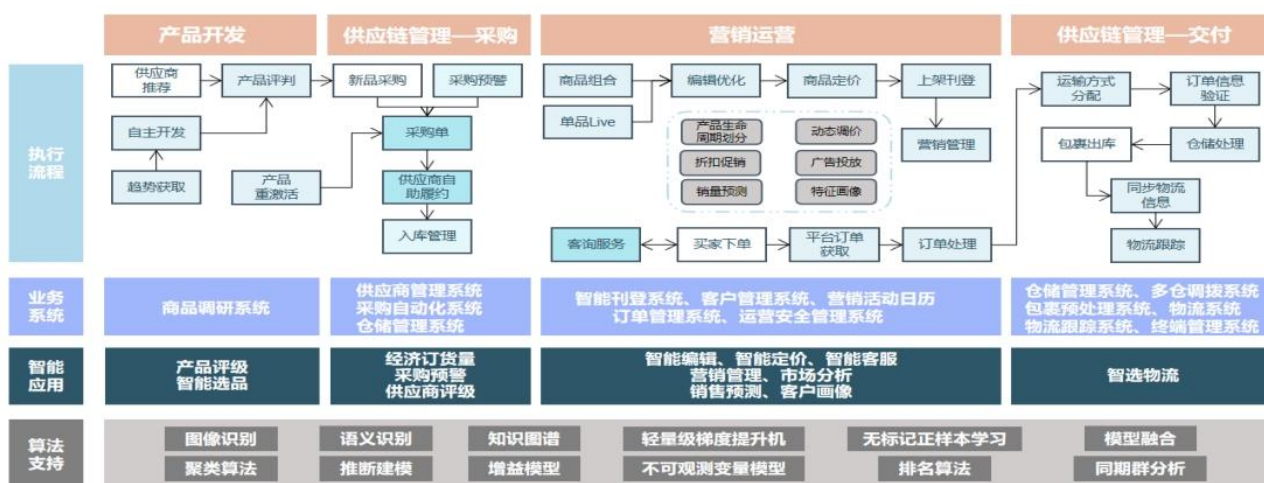 产品开发
供应链管理—采购
营销运营
供应链管理—交付
执行
流程
供应商
推荐
产品评判
自主开发
趋势获取
产品
重激活
新品采购
采购预警
采购单
供应商自
助履约
入库管理
商品组合
编辑优化
商品定价
上架刊登
单品Live
产品生命
周期划分
动态调价
折扣促销
广告投放
销量预测
特征画像
营销管理
客询服务
买家下单
平台订单
获取
订单处理
运输方式
分配
订单信息
验证
包裹出库
仓储处理
同步物流
信息
物流跟踪
业务
系统
商品调研系统
供应商管理系统
采购自动化系统
仓储管理系统
智能刊登系统、客户管理系统、营销活动日历
订单管理系统、运营安全管理系统
仓储管理系统、多仓调拨系统
包裹预处理系统、物流系统
物流跟踪系统、终端管理系统
智能
应用
产品评级
智能选品
经济订货量
采购预警
供应商评级
智能编辑、智能定价、智能客服
营销管理、市场分析
销售预测、客户画像
智选物流
算法
支持
图像识别
语义识别
知识图谱
轻量级梯度提升机
无标记正样本学习
模型融合
聚类算法
推断建模
增益模型
不可观测变量模型
排名算法
同期群分析